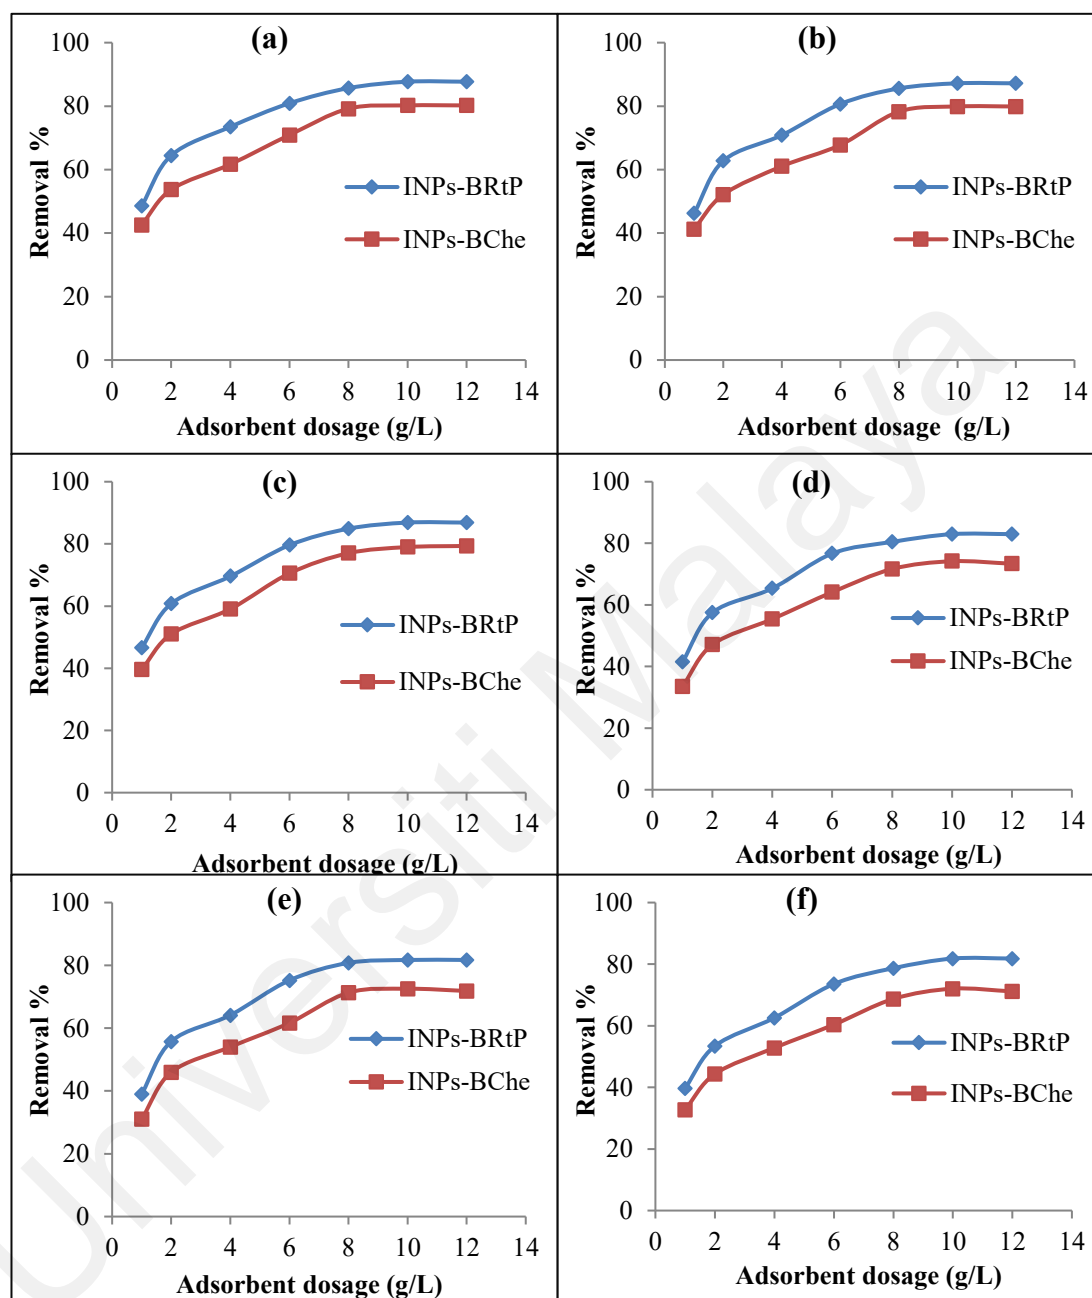 (a)
100
80
60
40
20
0
Removal %
INPs-BRtP
INPs-BChe
0 2 4 6 8 10 12 14
Adsorbent dosage (g/L)
(b)
100
80
60
40
20
0
Removal %
INPs-BRtP
INPs-BChe
0 2 4 6 8 10 12 14
Adsorbent dosage (g/L)
(c)
100
80
60
40
20
0
Removal %
INPs-BRtP
INPs-BChe
0 2 4 6 8 10 12 14
Adsorbent dosage (g/L)
(d)
100
80
60
40
20
0
Removal %
INPs-BRtP
INPs-BChe
0 2 4 6 8 10 12 14
Adsorbent dosage (g/L)
(e)
100
80
60
40
20
0
Removal %
INPs-BRtP
INPs-BChe
0 2 4 6 8 10 12 14
Adsorbent dosage (g/L)
(f)
100
80
60
40
20
0
Removal %
INPs-BRtP
INPs-BChe
0 2 4 6 8 10 12 14
Adsorbent dosage (g/L)
Universiti Malaya